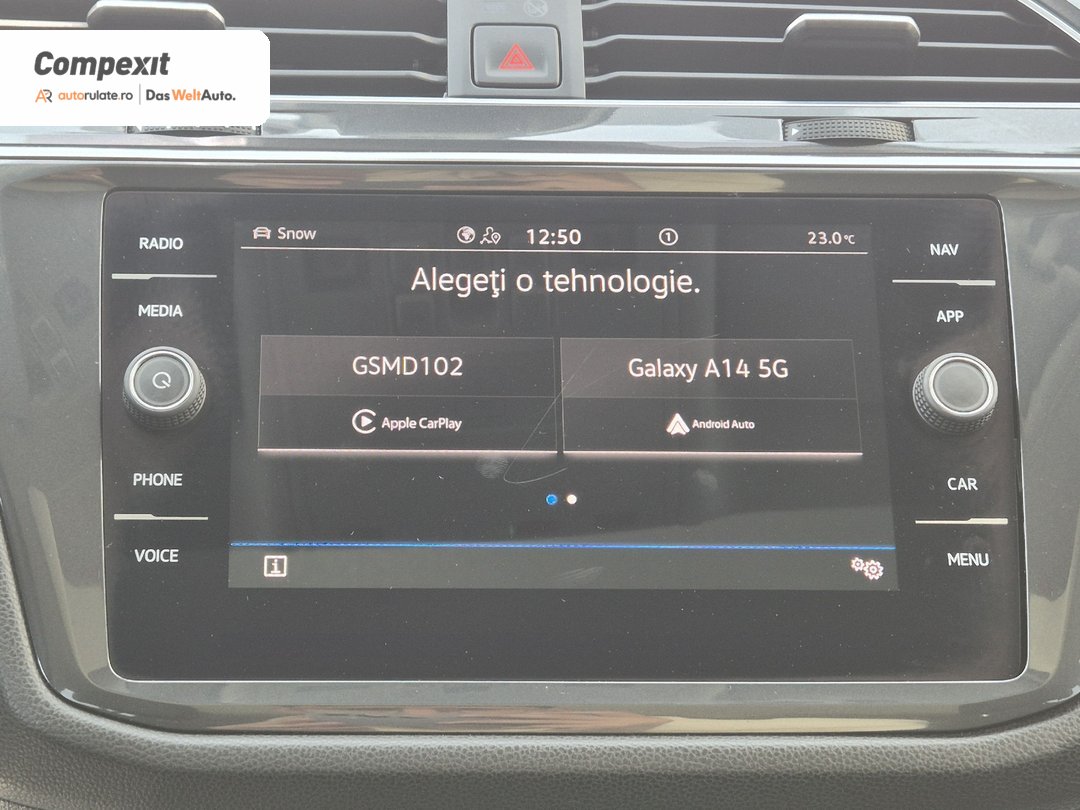 Compexit
autorulate.ro | Das WeltAuto.
RADIO
MEDIA
PHONE
VOICE
Snow
12:50
1
23.0°C
Alegeţi o tehnologie.
GSMD102
Apple CarPlay
Galaxy A14 5G
Android Auto
i
NAV
APP
CAR
MENU